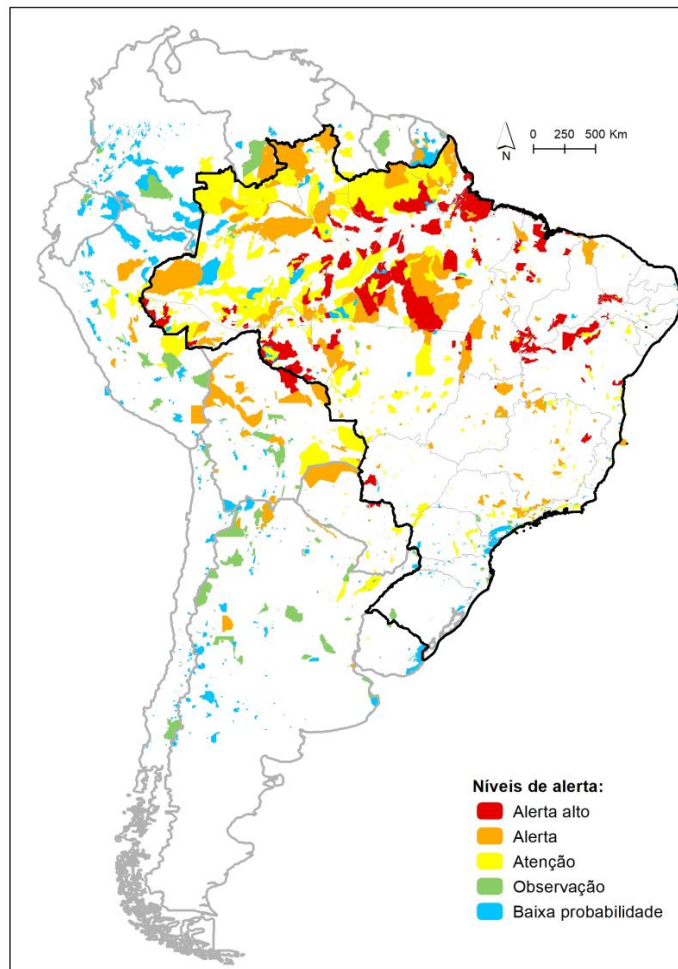 N
0 250 500 Km
Níveis de alerta:
Alerta alto
Alerta
Atenção
Observação
Baixa probabilidade